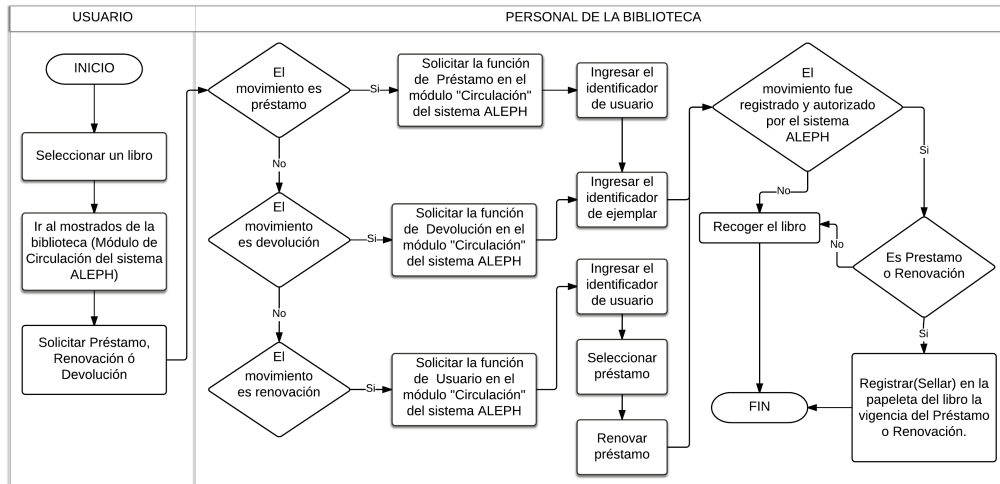 USUARIO
PERSONAL DE LA BIBLIOTECA
INICIO
Seleccionar un libro
Ir al mostrados de la
biblioteca (Módulo de
Circulación del sistema
ALEPH)
Solicitar Préstamo,
Renovación ó
Devolución
El
movimiento es
préstamo
Si
No
Solicitar la función
de Préstamo en el
módulo "Circulación"
del sistema ALEPH
Ingresar el
identificador
de usuario
El
movimiento
es devolución
Si
No
Solicitar la función
de Devolución en el
módulo "Circulación"
del sistema ALEPH
Ingresar el
identificador
de ejemplar
El
movimiento
es renovación
Si
Solicitar la función
de Usuario en el
módulo "Circulación"
del sistema ALEPH
Ingresar el
identificador
de usuario
Seleccionar
préstamo
Renovar
préstamo
El
movimiento fue
registrado y autorizado
por el sistema
ALEPH
No
Si
Recoger el libro
No
Es Prestamo
o Renovación
Si
Registrar(Sellar) en la
papeleta del libro la
vigencia del Préstamo
o Renovación.
FIN